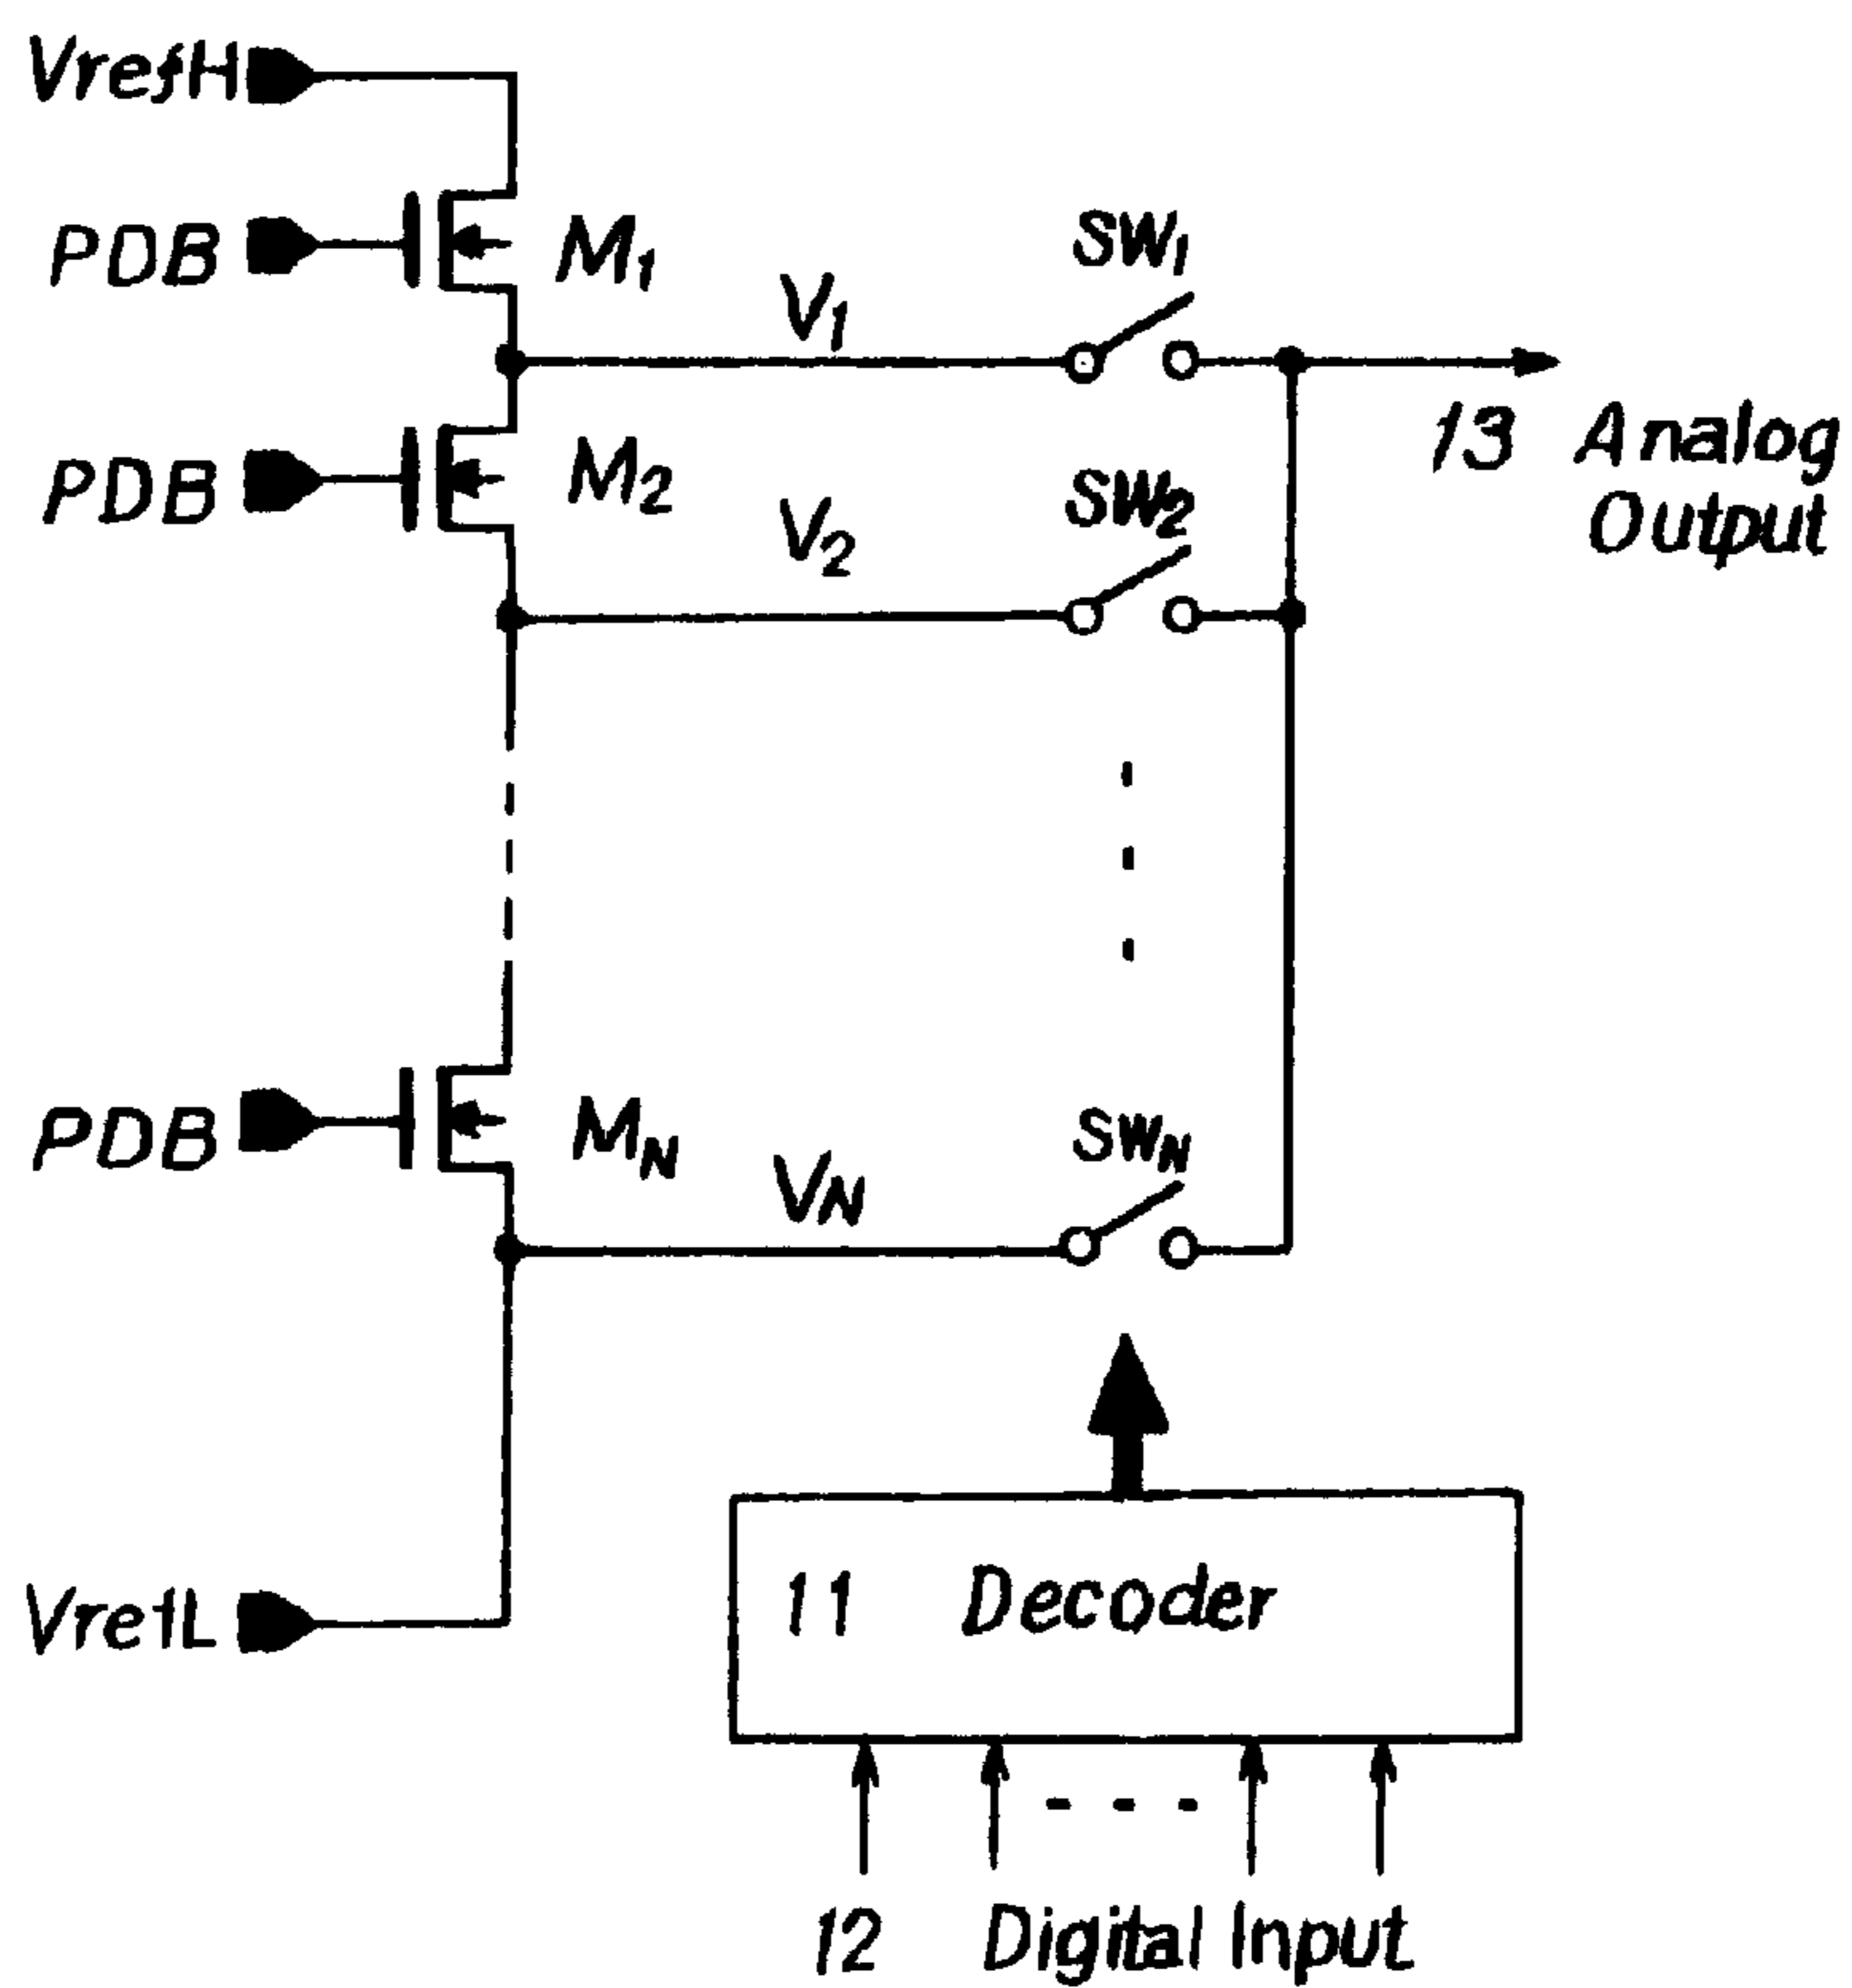 VrefH
PDB
M1
SW1
V1
13 Analog
Output
PDB
M2
SW2
V2
PDB
MN
SWN
VN
VrefL
11 Decoder
12 Digital Input